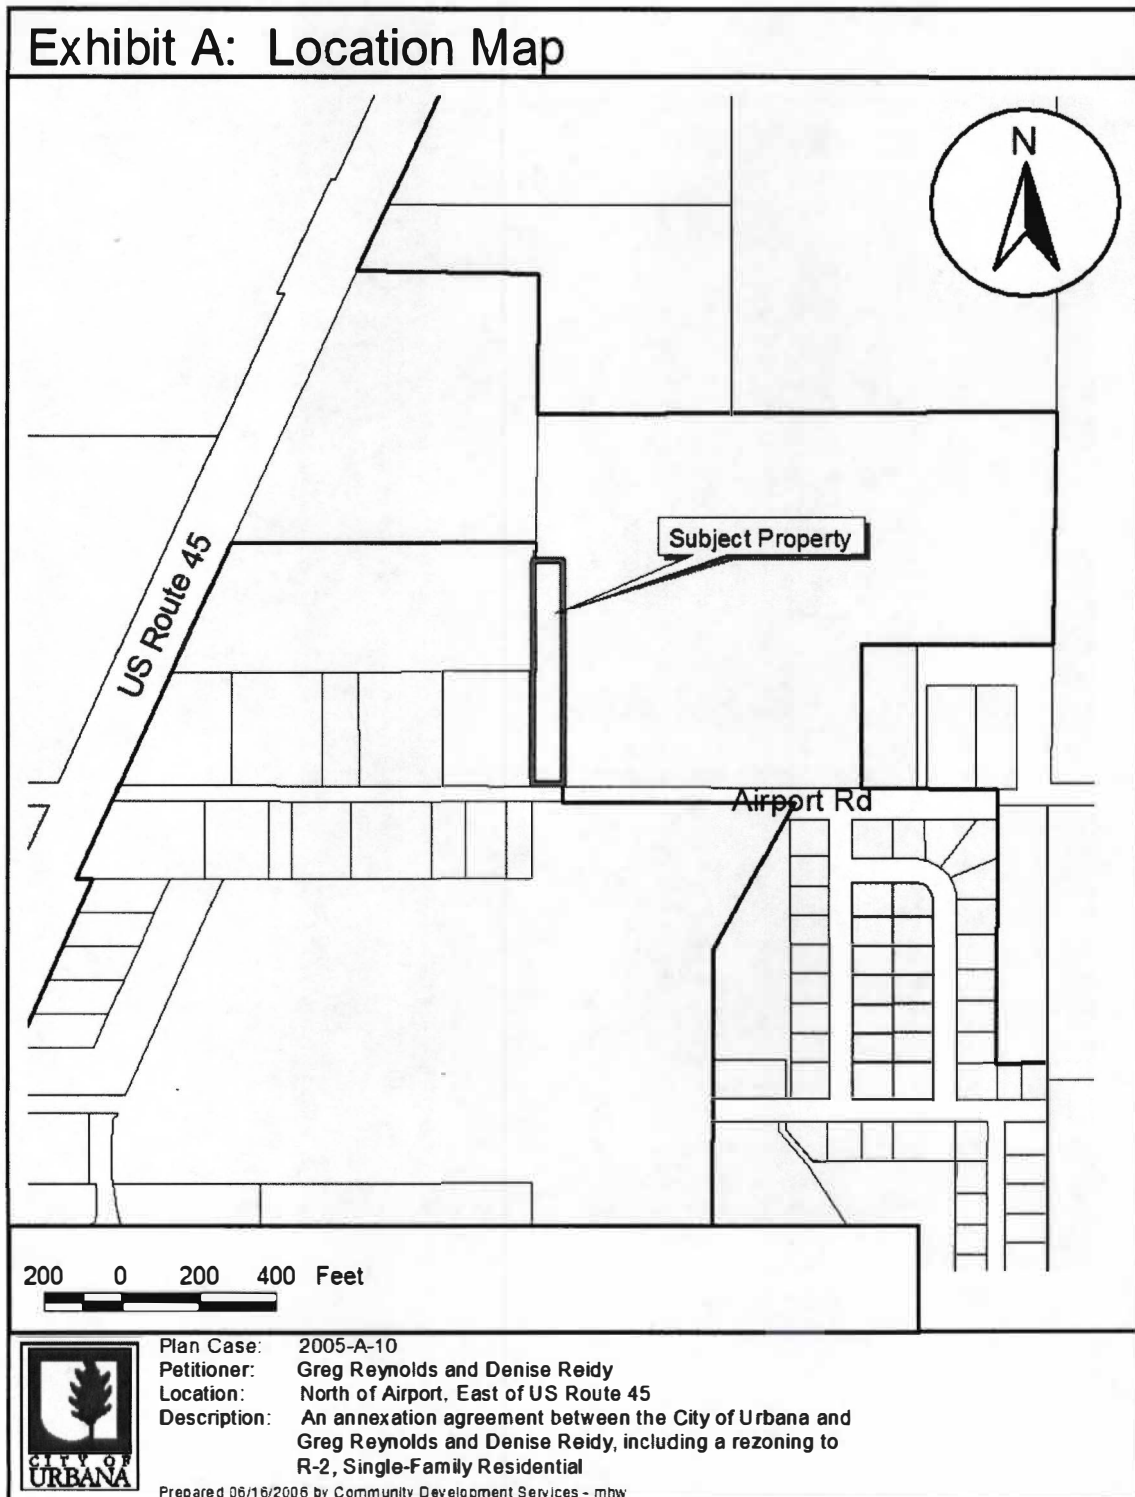 Exhibit A: Location Map
N
Subject Property
US Route 45
Airport Rd
200 0 200 400 Feet
Plan Case: 2005-A-10
Petitioner: Greg Reynolds and Denise Reidy
Location: North of Airport, East of US Route 45
Description: An annexation agreement between the City of Urbana and
Greg Reynolds and Denise Reidy, including a rezoning to
R-2, Single-Family Residential
CITY OF
URBANA
Prepared 06/16/2006 by Community Development Services - mhw